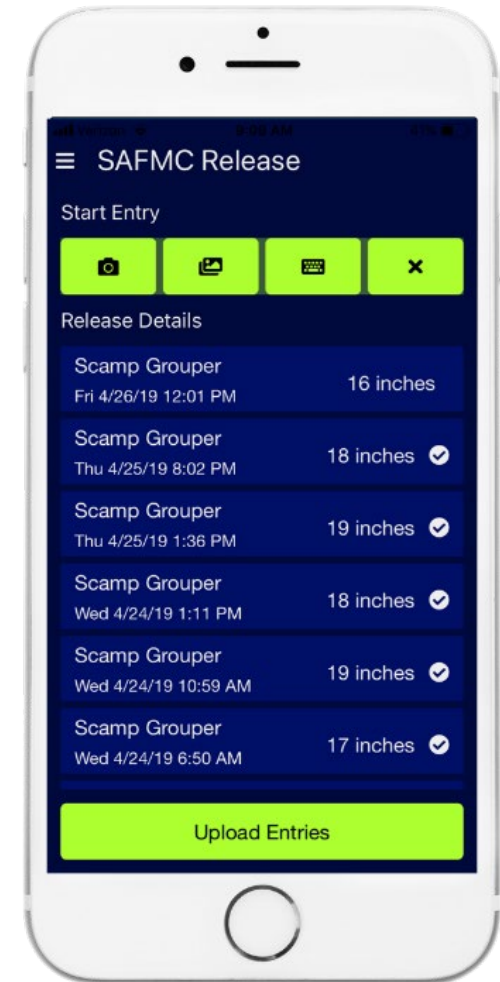 SAFMC Release
Start Entry
Release Details
Scamp Grouper
Fri 4/26/19 12:01 PM
16 inches
Scamp Grouper
Thu 4/25/19 8:02 PM
18 inches
Scamp Grouper
Thu 4/25/19 1:36 PM
19 inches
Scamp Grouper
Wed 4/24/19 1:11 PM
18 inches
Scamp Grouper
Wed 4/24/19 10:59 AM
19 inches
Scamp Grouper
Wed 4/24/19 6:50 AM
17 inches
Upload Entries